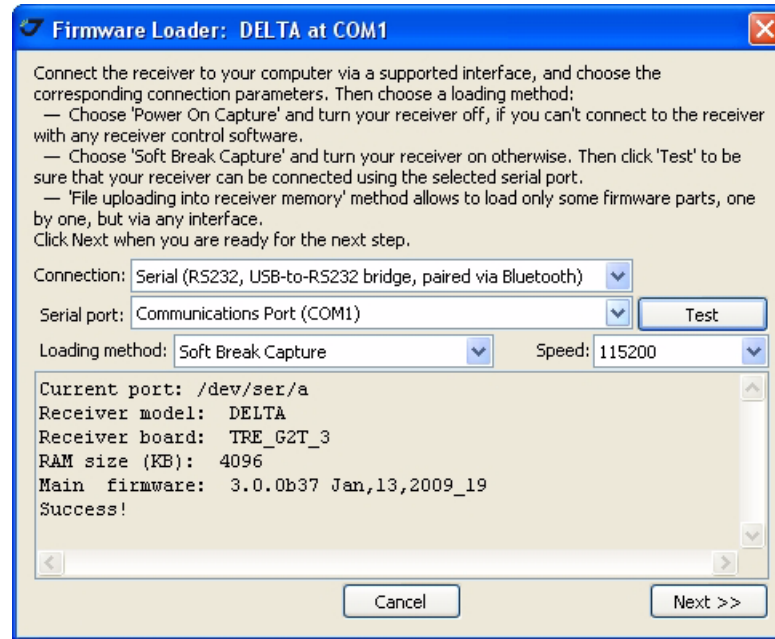 Firmware Loader: DELTA at COM1
Connect the receiver to your computer via a supported interface, and choose the
corresponding connection parameters. Then choose a loading method:
— Choose 'Power On Capture' and turn your receiver off, if you can't connect to the receiver
with any receiver control software.
— Choose 'Soft Break Capture' and turn your receiver on otherwise. Then click 'Test' to be
sure that your receiver can be connected using the selected serial port.
— 'File uploading into receiver memory' method allows to load only some firmware parts, one
by one, but via any interface.
Click Next when you are ready for the next step.
Connection: Serial (RS232, USB-to-RS232 bridge, paired via Bluetooth)
Serial port: Communications Port (COM1) Test
Loading method: Soft Break Capture Speed: 115200
Current port: /dev/ser/a
Receiver model: DELTA
Receiver board: TRE_G2T_3
RAM size (KB): 4096
Main firmware: 3.0.0b37 Jan,13,2009_19
Success!
Cancel Next >>